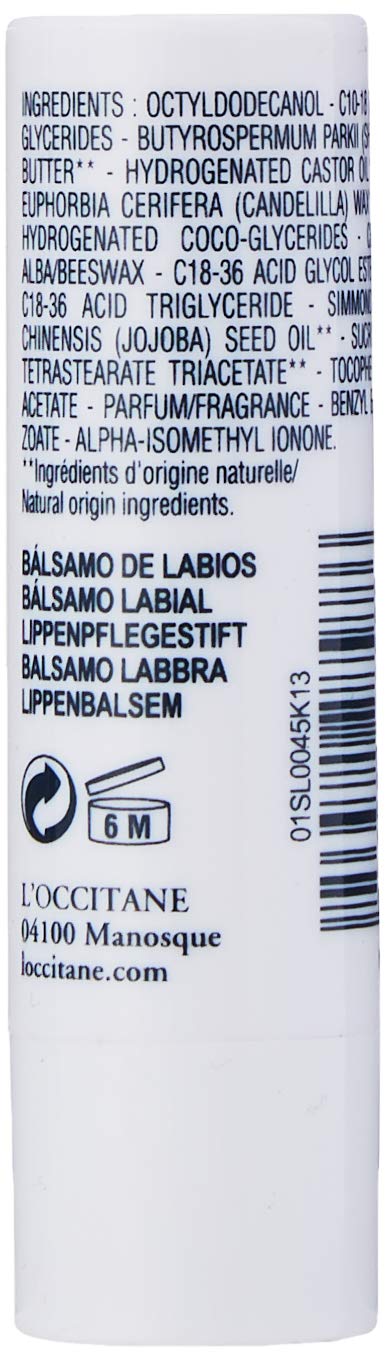 INGREDIENTS : OCTYLDODECANOL - C10-18
GLYCERIDES - BUTYROSPERMUM PARKII
BUTTER** - HYDROGENATED CASTOR OIL
EUPHORBIA CERIFERA (CANDELILLA) WAX
HYDROGENATED COCO-GLYCERIDES -
ALBA/BEESWAX - C18-36 ACID GLYCOL
C18-36 ACID TRIGLYCERIDE -
CHINENSIS (JOJOBA) SEED OIL** -
TETRASTEARATE TRIACETATE** -
ACETATE - PARFUM/FRAGRANCE - BENZYL
ZOATE - ALPHA-ISOMETHYL IONONE.
**Ingrédients d'origine naturelle/
Natural origin ingredients.
BÁLSAMO DE LABIOS
BÁLSAMO LABIAL
LIPPENPFLEGESTIFT
BALSAMO LABBRA
LIPPENBALSEM
6 M
01SL0045K13
L'OCCITANE
04100 Manosque
loccitane.com